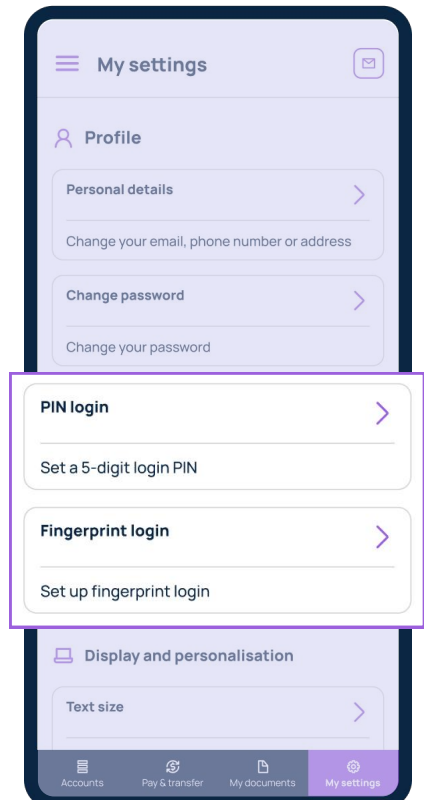 My settings
Profile
Personal details
Change your email, phone number or address
Change password
Change your password
PIN login
Set a 5-digit login PIN
Fingerprint login
Set up fingerprint login
Display and personalisation
Text size
Accounts Pay & transfer My documents My settings